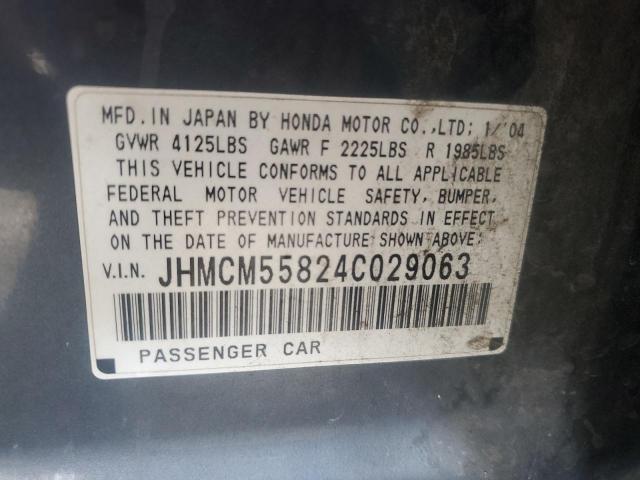 MFD. IN JAPAN BY HONDA MOTOR CO.,LTD; 1/'04
GVWR 4125LBS GAWR F 2225LBS R 1985LBS
THIS VEHICLE CONFORMS TO ALL APPLICABLE
FEDERAL MOTOR VEHICLE SAFETY, BUMPER,
AND THEFT PREVENTION STANDARDS IN EFFECT
ON THE DATE OF MANUFACTURE SHOWN ABOVE;
V.I.N. JHMCM55824C029063
PASSENGER CAR